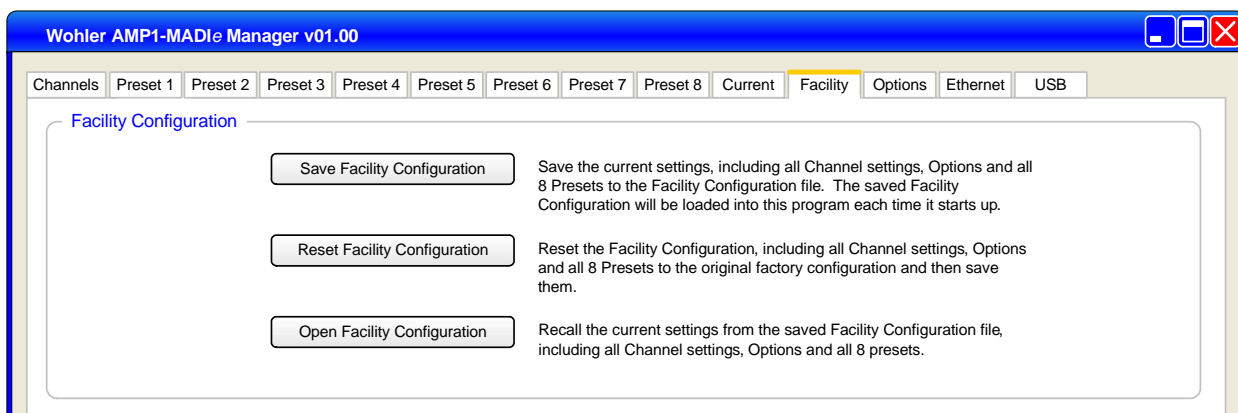 Wohler AMP1-MADIe Manager v01.00
Channels Preset 1 Preset 2 Preset 3 Preset 4 Preset 5 Preset 6 Preset 7 Preset 8 Current Facility Options Ethernet USB
Facility Configuration
Save Facility Configuration
Save the current settings, including all Channel settings, Options and all
8 Presets to the Facility Configuration file. The saved Facility
Configuration will be loaded into this program each time it starts up.
Reset Facility Configuration
Reset the Facility Configuration, including all Channel settings, Options
and all 8 Presets to the original factory configuration and then save
them.
Open Facility Configuration
Recall the current settings from the saved Facility Configuration file,
including all Channel settings, Options and all 8 presets.